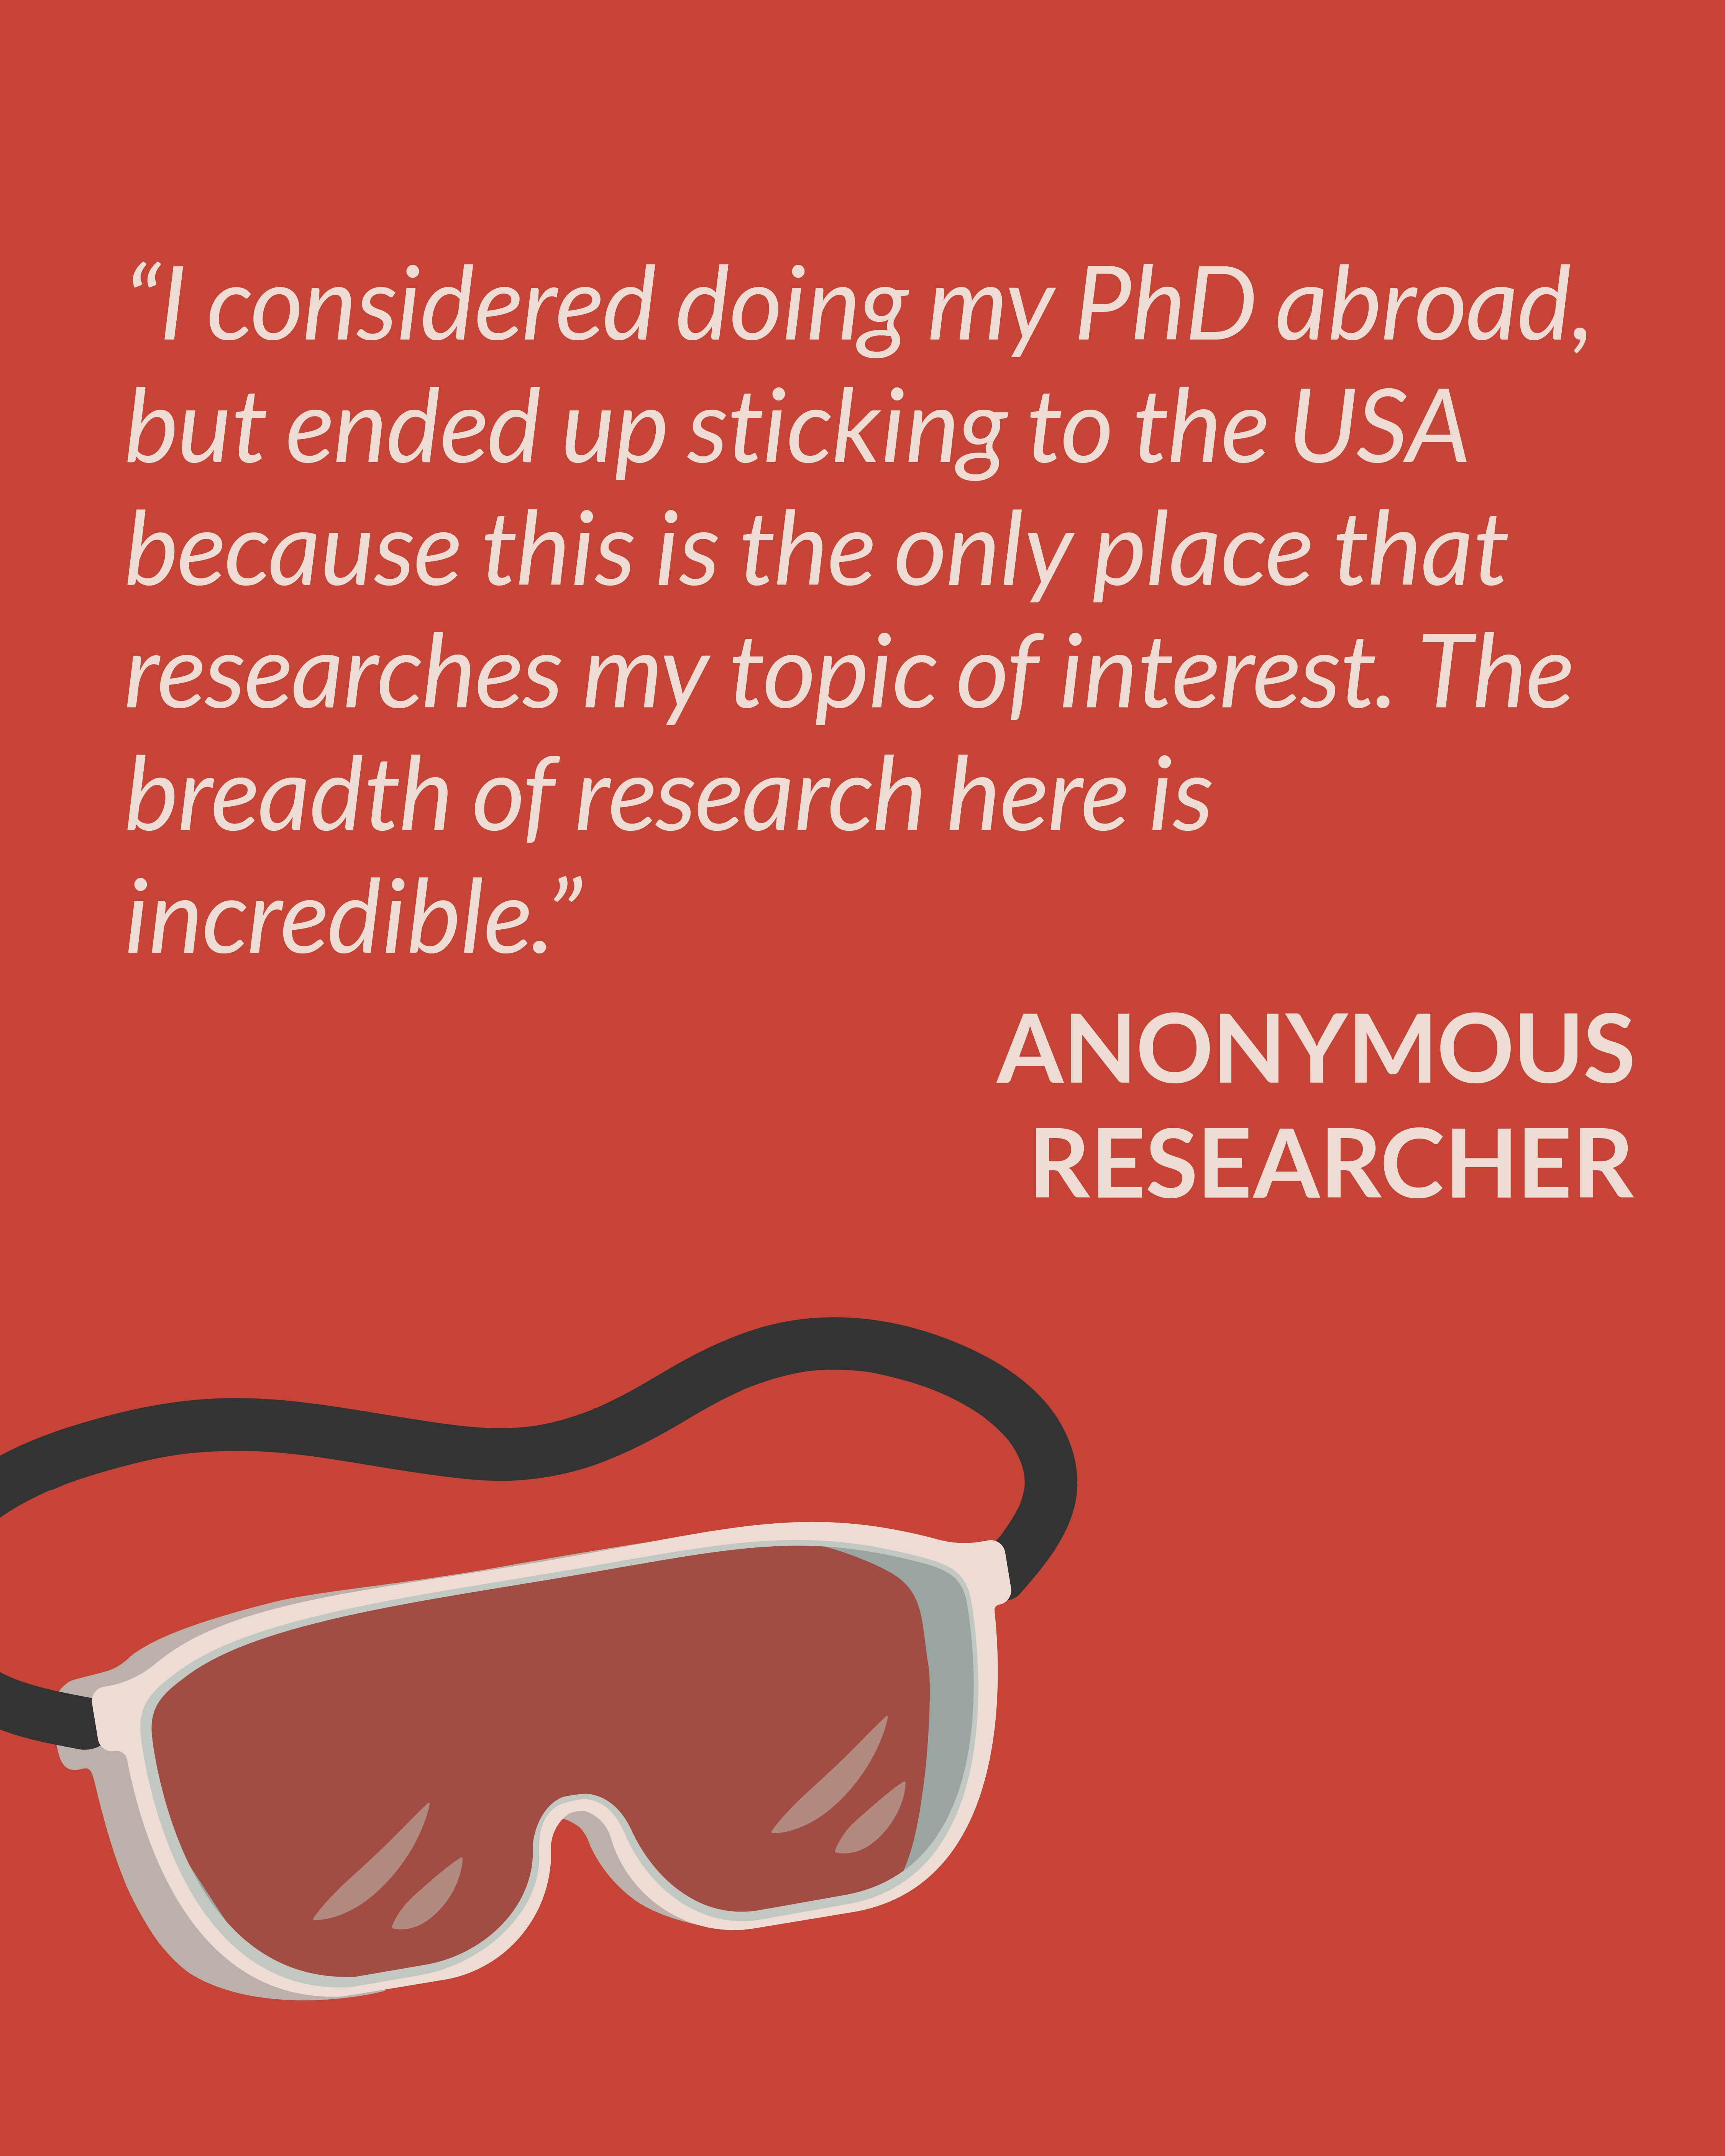 “I considered doing my PhD abroad,
but ended up sticking to the USA
because this is the only place that
researches my topic of interest. The
breadth of research here is
incredible.”
ANONYMOUS
RESEARCHER